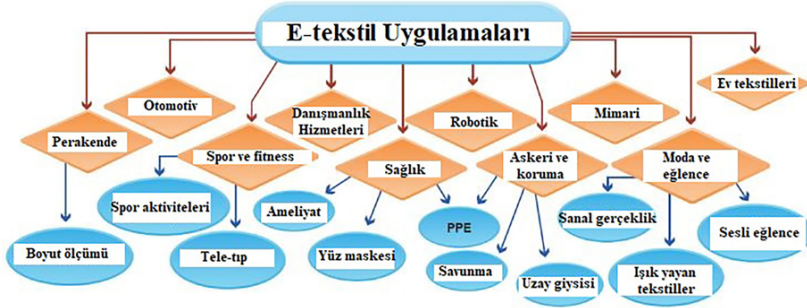 E-tekstil Uygulamaları
Ev tekstilleri
Otomotiv
Danışmanlık
Hizmetleri
Robotik
Mimari
Perakende
Spor ve fitness
Sağlık
Askeri ve
koruma
Moda ve
eğlence
Spor aktiviteleri
Ameliyat
PPE
Sanal gerçeklik
Sesli eğlence
Boyut ölçümü
Tele-tıp
Yüz maskesi
Savunma
Uzay giysisi
Işık yayan
tekstiller